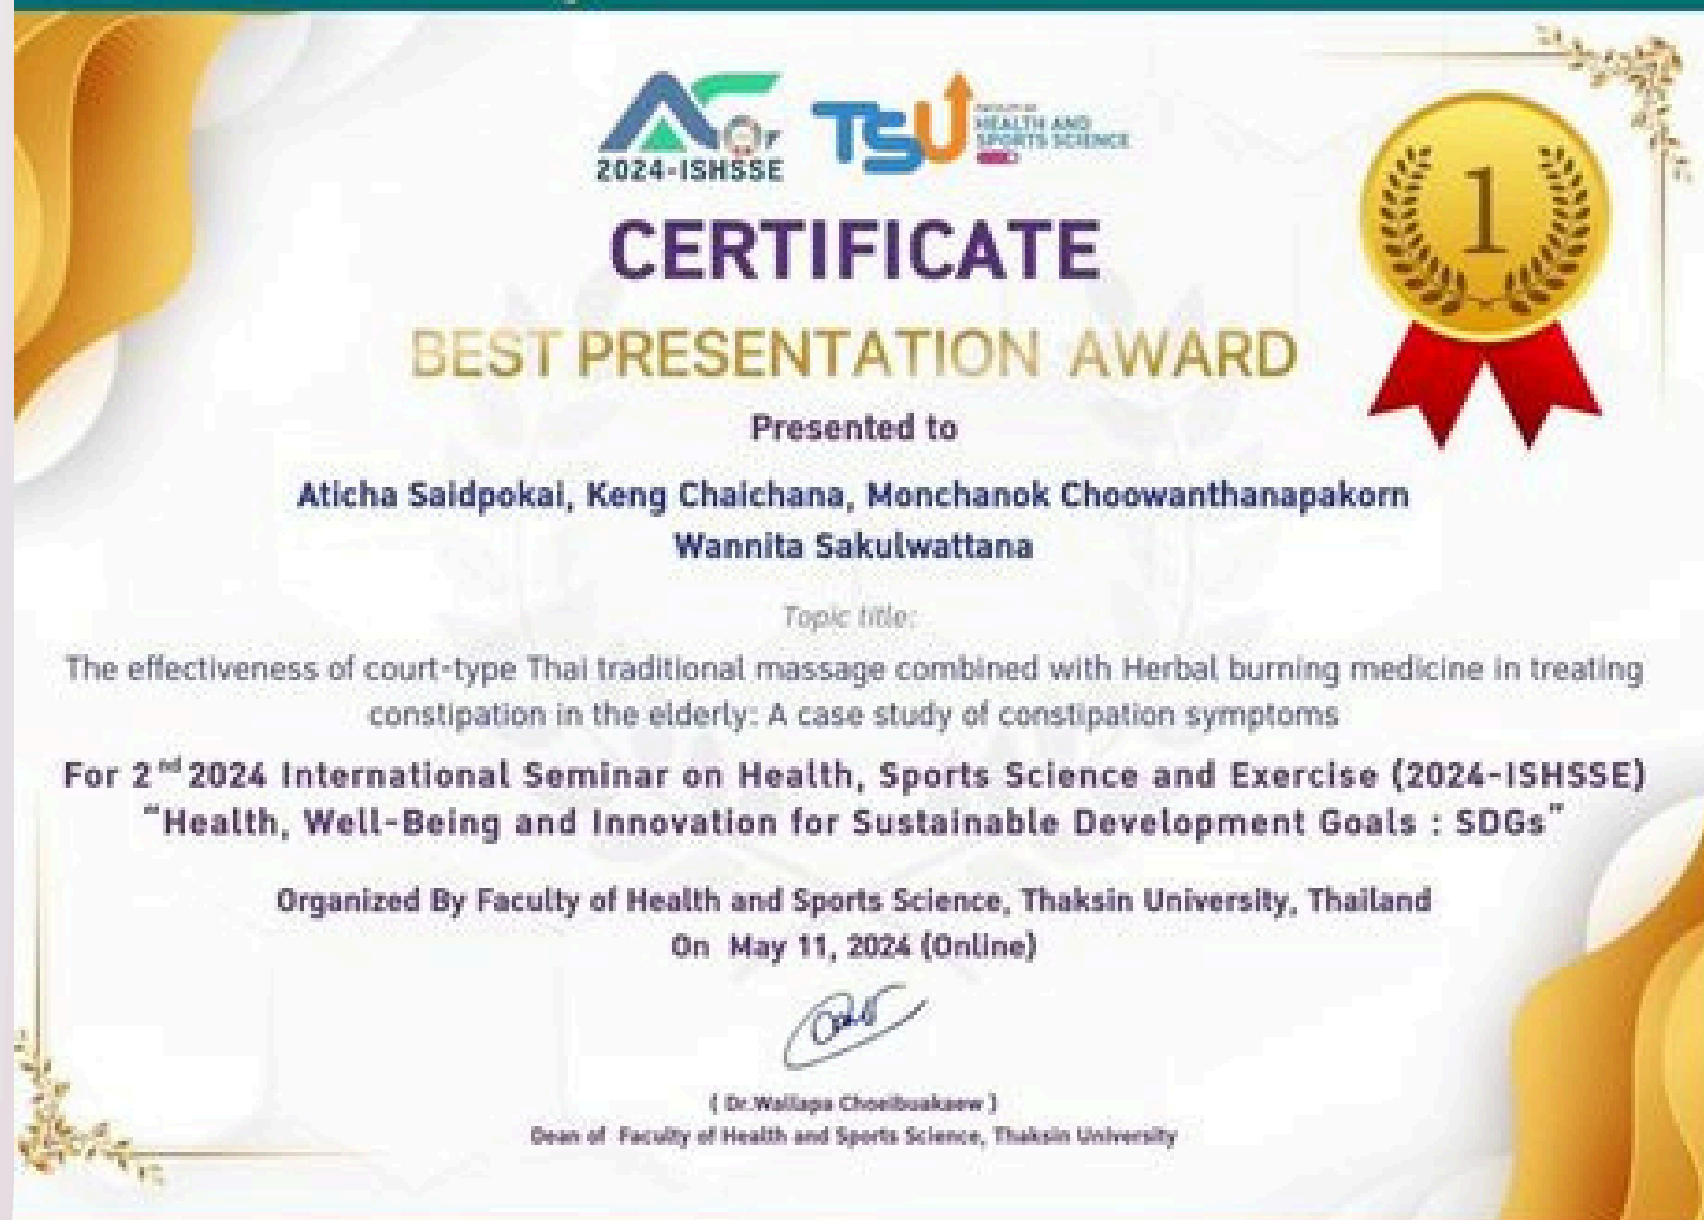 2024-ISHSSE
TSU
FACULTY OF
HEALTH AND
SPORTS SCIENCE
1
CERTIFICATE
BEST PRESENTATION AWARD
Presented to
Aticha Saidpokai, Keng Chaichana, Monchanok Choowanthanapakorn
Wannita Sakulwattana
Topic title:
The effectiveness of court-type Thai traditional massage combined with Herbal burning medicine in treating
constipation in the elderly: A case study of constipation symptoms
For 2nd 2024 International Seminar on Health, Sports Science and Exercise (2024-ISHSSE)
"Health, Well-Being and Innovation for Sustainable Development Goals : SDGs"
Organized By Faculty of Health and Sports Science, Thaksin University, Thailand
On May 11, 2024 (Online)
( Dr.Wallapa Choeibuakaew )
Dean of Faculty of Health and Sports Science, Thaksin University